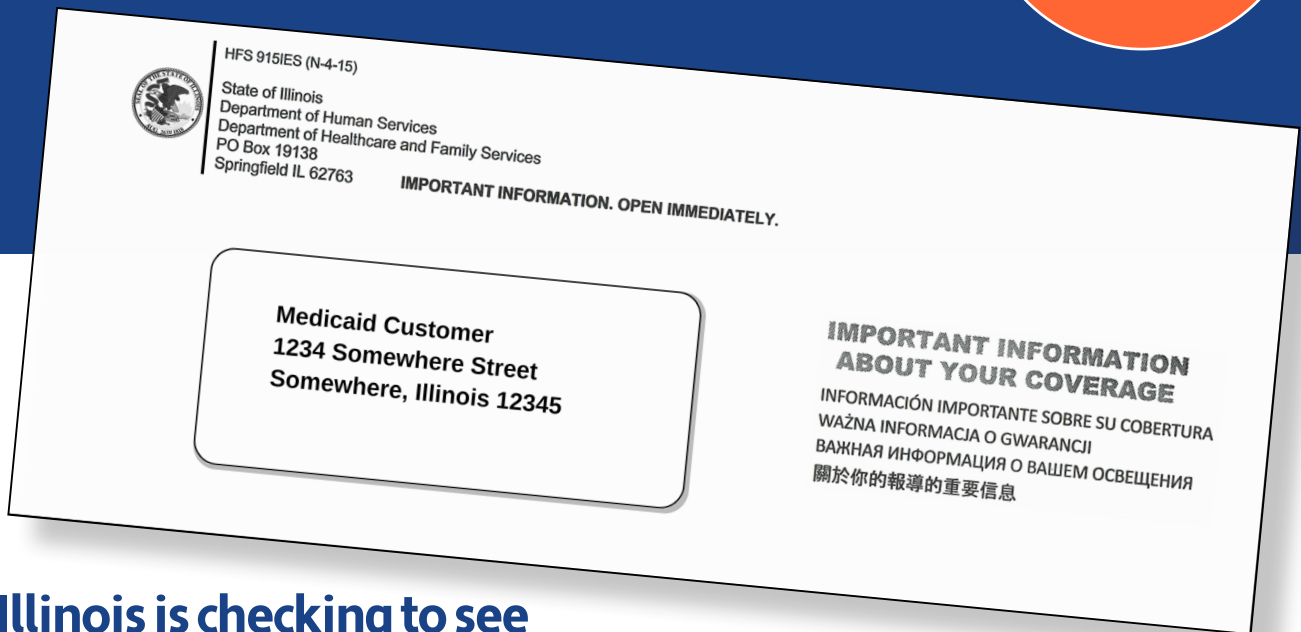 HFS 915IES (N-4-15)
State of Illinois
Department of Human Services
Department of Healthcare and Family Services
PO Box 19138
Springfield IL 62763
IMPORTANT INFORMATION. OPEN IMMEDIATELY.
Medicaid Customer
1234 Somewhere Street
Somewhere, Illinois 12345
IMPORTANT INFORMATION
ABOUT YOUR COVERAGE
INFORMACIÓN IMPORTANTE SOBRE SU COBERTURA
WAŻNA INFORMACJA O GWARANCJI
ВАЖНАЯ ИНФОРМАЦИЯ О ВАШЕМ ОСВЕЩЕНИЯ
關於你的報導的重要信息
Illinois is checking to see